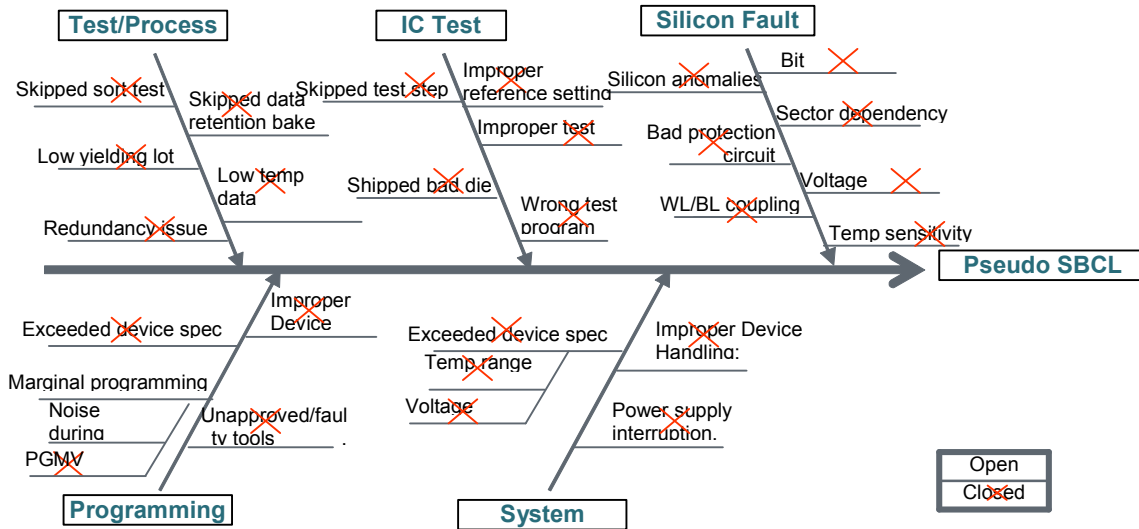 Test/Process
IC Test
Silicon Fault
Skipped sort test
Skipped data
retention bake
Low yielding lot
Low temp
data
Redundancy issue
Skipped test step
Improper
reference setting
Improper test
Shipped bad die
Wrong test
program
Silicon anomalies
Bit
Sector dependency
Bad protection
circuit
Voltage
WL/BL coupling
Temp sensitivity
Pseudo SBCL
Exceeded device spec
Improper
Device
Marginal programming
Noise
during
PGMV
Unapproved/faul
ty tools .
Exceeded device spec
Temp range
Voltage
Improper Device
Handling:
Power supply
interruption.
Programming
System
Open
Closed